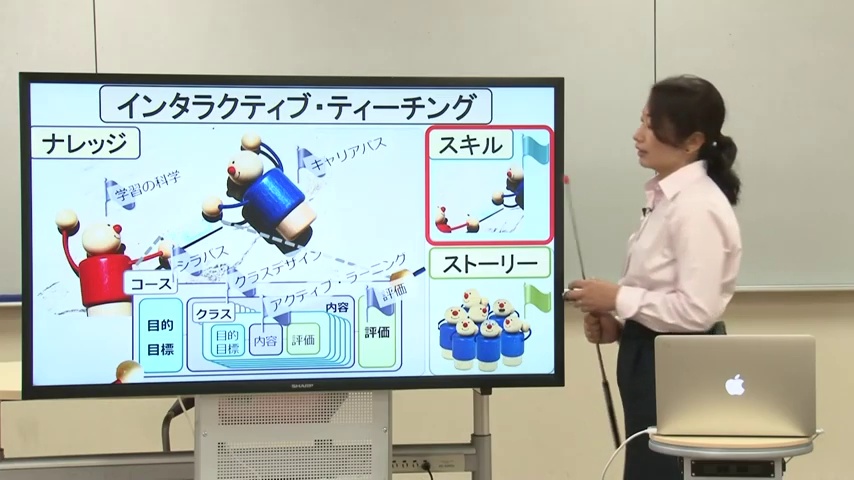 インタラクティブ・ティーチング
ナレッジ
スキル
キャリアパス
学習の科学
シラバス
クラスデザイン
アクティブ・ラーニング
評価
ストーリー
コース
目的
目標
クラス
内容
目的
目標
内容
評価
評価
SHARP